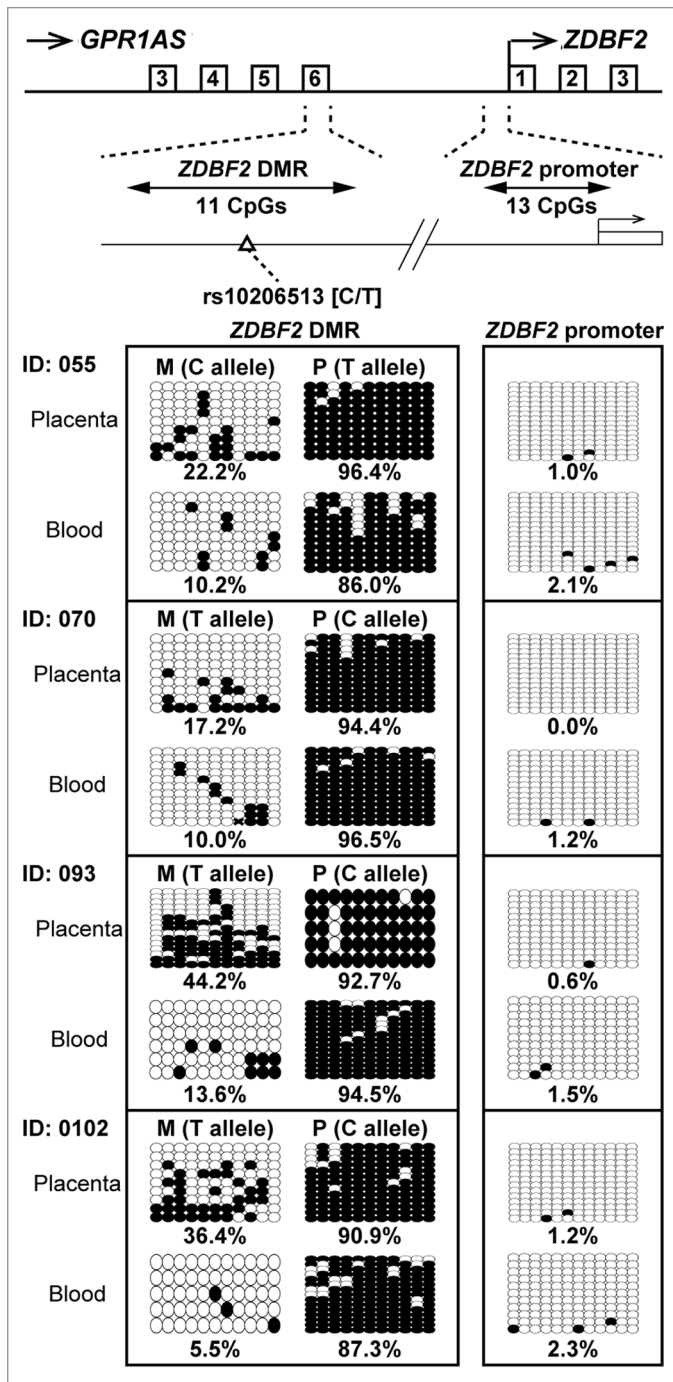 GPR1AS ZDBF2
3 4 5 6 1 2 3
ZDBF2 DMR ZDBF2 promoter
11 CpGs 13 CpGs
rs10206513 [C/T]
ZDBF2 DMR ZDBF2 promoter
ID: 055
M (C allele) P (T allele)
Placenta
22.2% 96.4% 1.0%
Blood
10.2% 86.0% 2.1%
ID: 070
M (T allele) P (C allele)
Placenta
17.2% 94.4% 0.0%
Blood
10.0% 96.5% 1.2%
ID: 093
M (T allele) P (C allele)
Placenta
44.2% 92.7% 0.6%
Blood
13.6% 94.5% 1.5%
ID: 0102
M (T allele) P (C allele)
Placenta
36.4% 90.9% 1.2%
Blood
5.5% 87.3% 2.3%